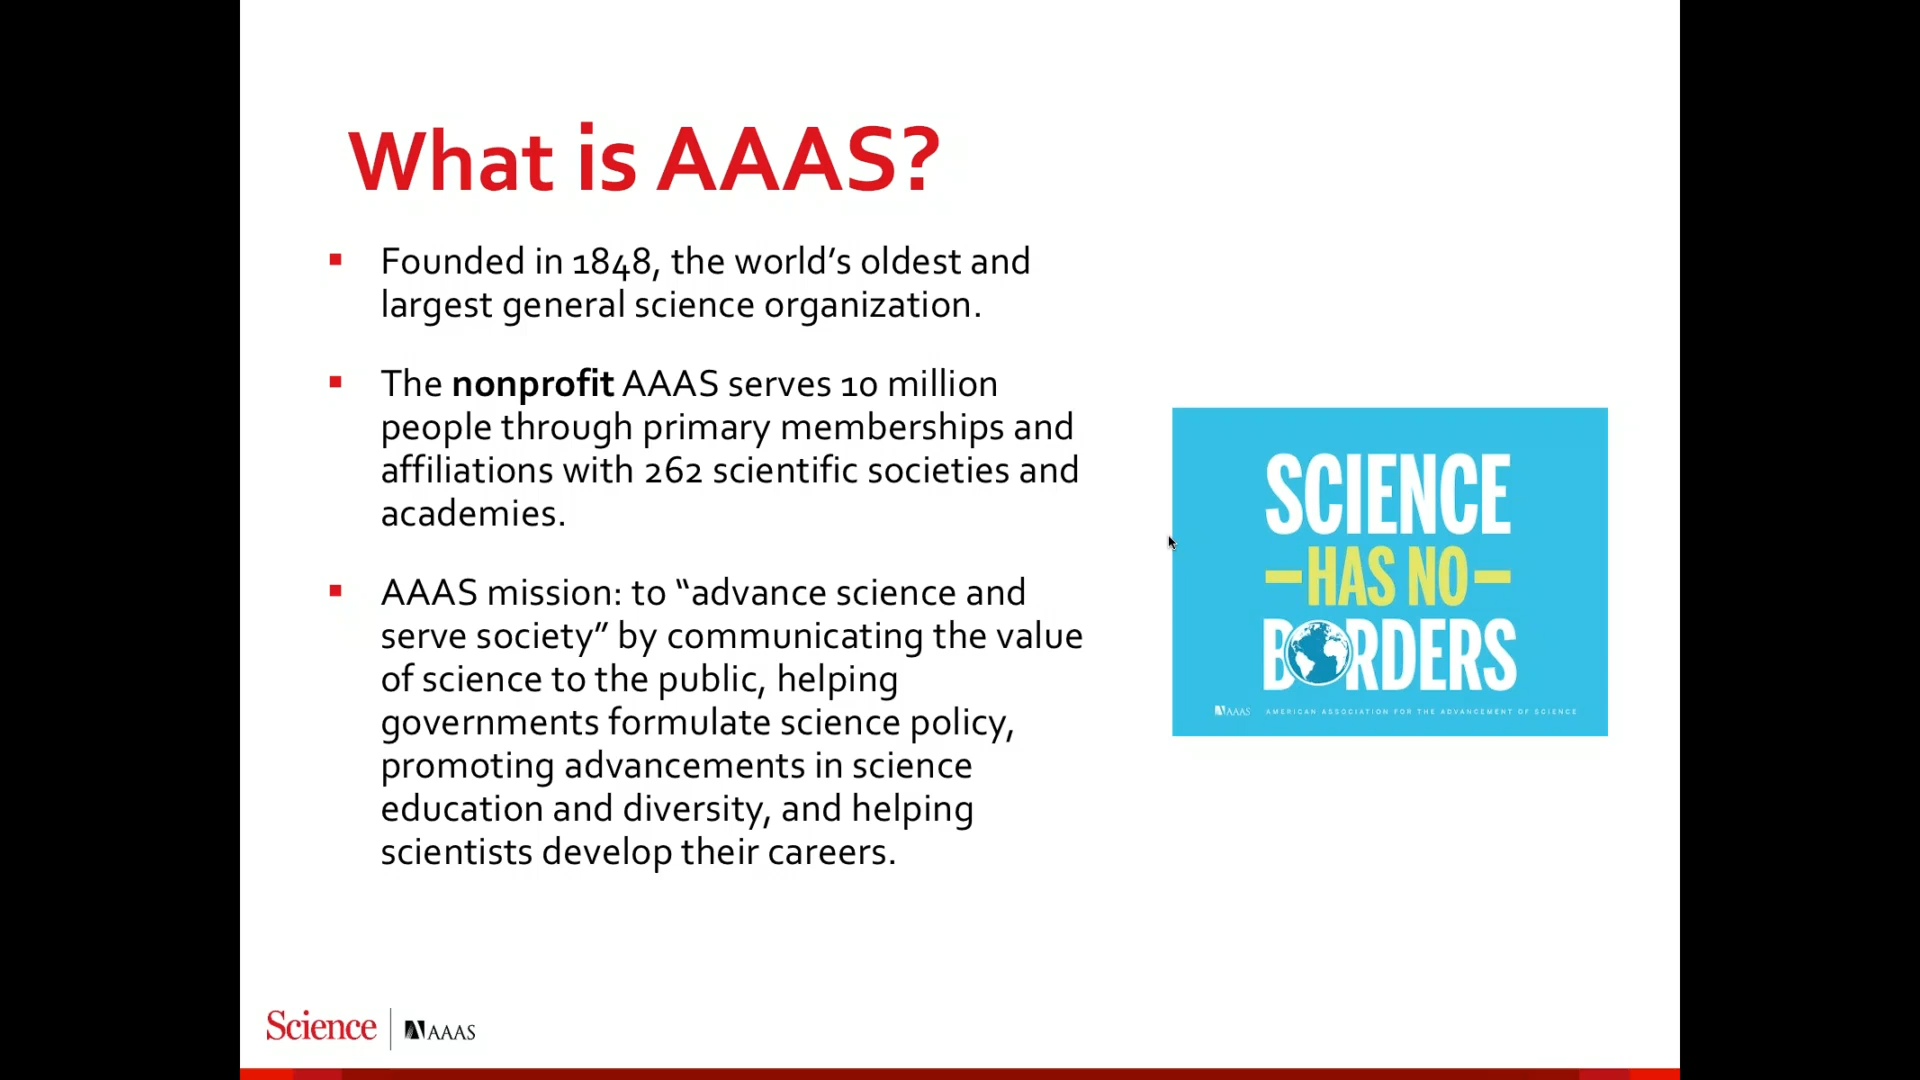 What is AAAS?
Founded in 1848, the world’s oldest and
largest general science organization.
The nonprofit AAAS serves 10 million
people through primary memberships and
affiliations with 262 scientific societies and
academies.
AAAS mission: to “advance science and
serve society” by communicating the value
of science to the public, helping
governments formulate science policy,
promoting advancements in science
education and diversity, and helping
scientists develop their careers.
SCIENCE
HAS NO
BORDERS
AAAS AMERICAN ASSOCIATION FOR THE ADVANCEMENT OF SCIENCE
Science AAAS